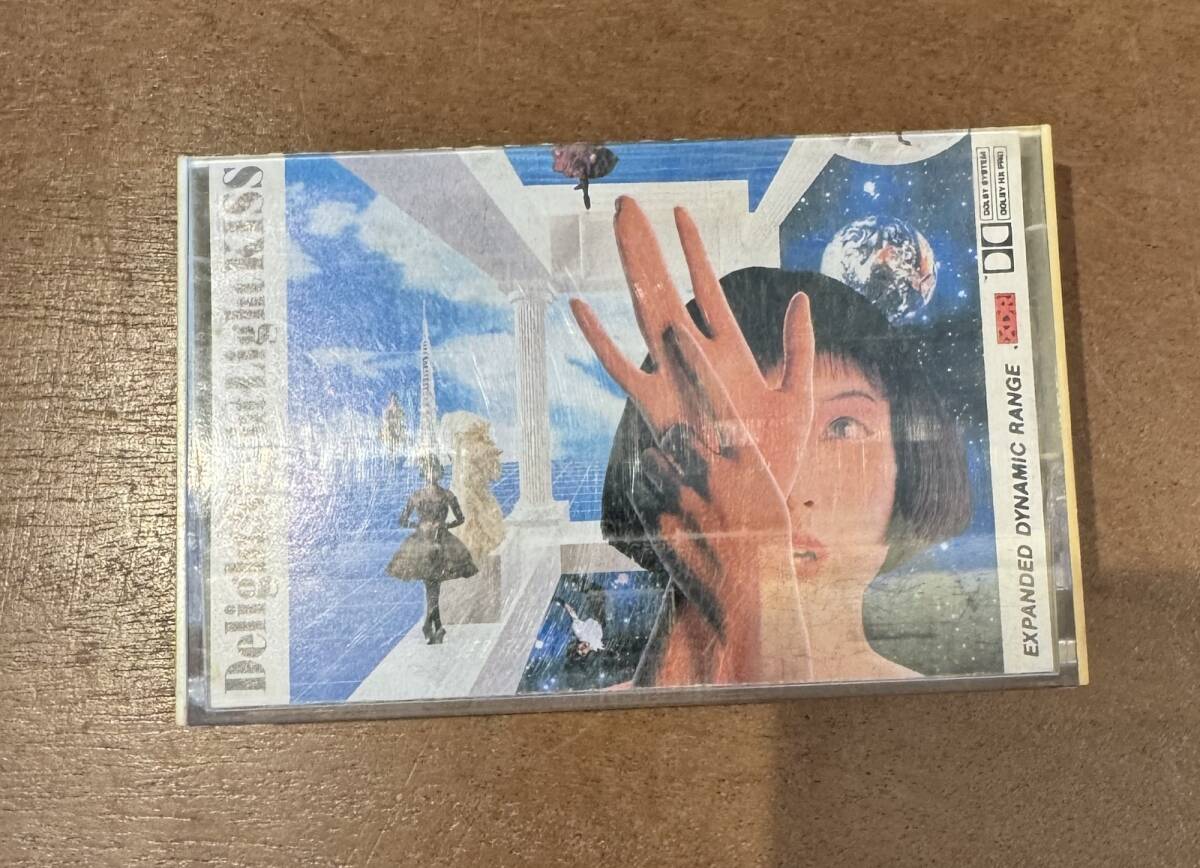 Delight Slight Light KISS
EXPANDED DYNAMIC RANGE
XDR
DOLBY SYSTEM
DOLBY HX PRO